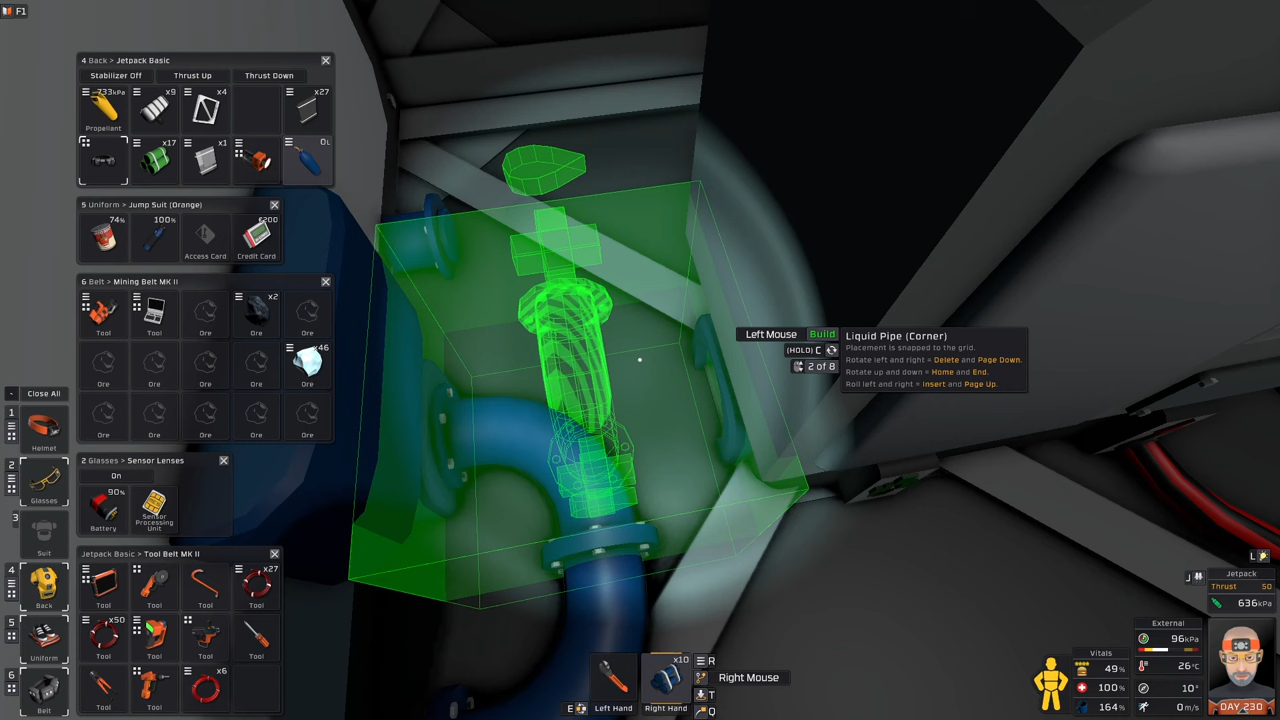 F1
4 Back > Jetpack Basic
Stabilizer Off Thrust Up Thrust Down
733kPa x9 x4 x27
Propellant
x17 x1 0L
5 Uniform > Jump Suit (Orange)
74% 100% €200
Access Card Credit Card
6 Belt > Mining Belt MK II
x2
Tool Tool Ore Ore Ore
x46
Ore Ore Ore Ore Ore
Ore Ore Ore Ore Ore
2 Glasses > Sensor Lenses
On
90%
Battery Sensor Processing Unit
Jetpack Basic > Tool Belt MK II
x27
Tool Tool Tool Tool
x50
Tool Tool Tool Tool
x6
Tool Tool Tool Tool
- Close All
1 Helmet
2 Glasses
3 Suit
4 Back
5 Uniform
6 Belt
Left Mouse Build
(HOLD) C
2 of 8
Liquid Pipe (Corner)
Placement is snapped to the grid.
Rotate left and right = Delete and Page Down.
Rotate up and down = Home and End.
Roll left and right = Insert and Page Up.
x10
R
T
Q
E Left Hand Right Hand
Right Mouse
L
J
Jetpack
Thrust 50
636kPa
External
96kPa
26°C
10°
0m/s
Vitals
49%
100%
164%
DAY 230